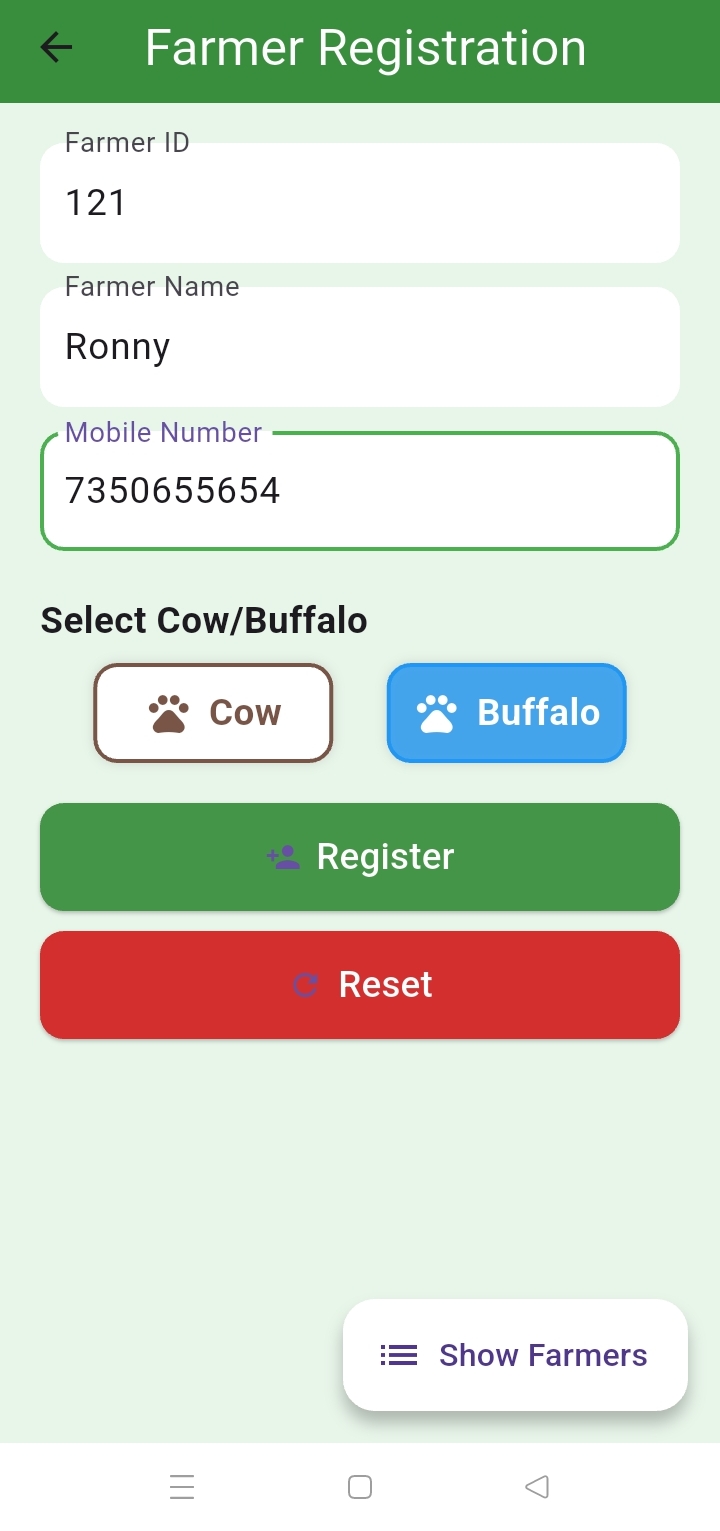 Farmer Registration
Farmer ID
121
Farmer Name
Ronny
Mobile Number
7350655654
Select Cow/Buffalo
Cow
Buffalo
Register
Reset
Show Farmers